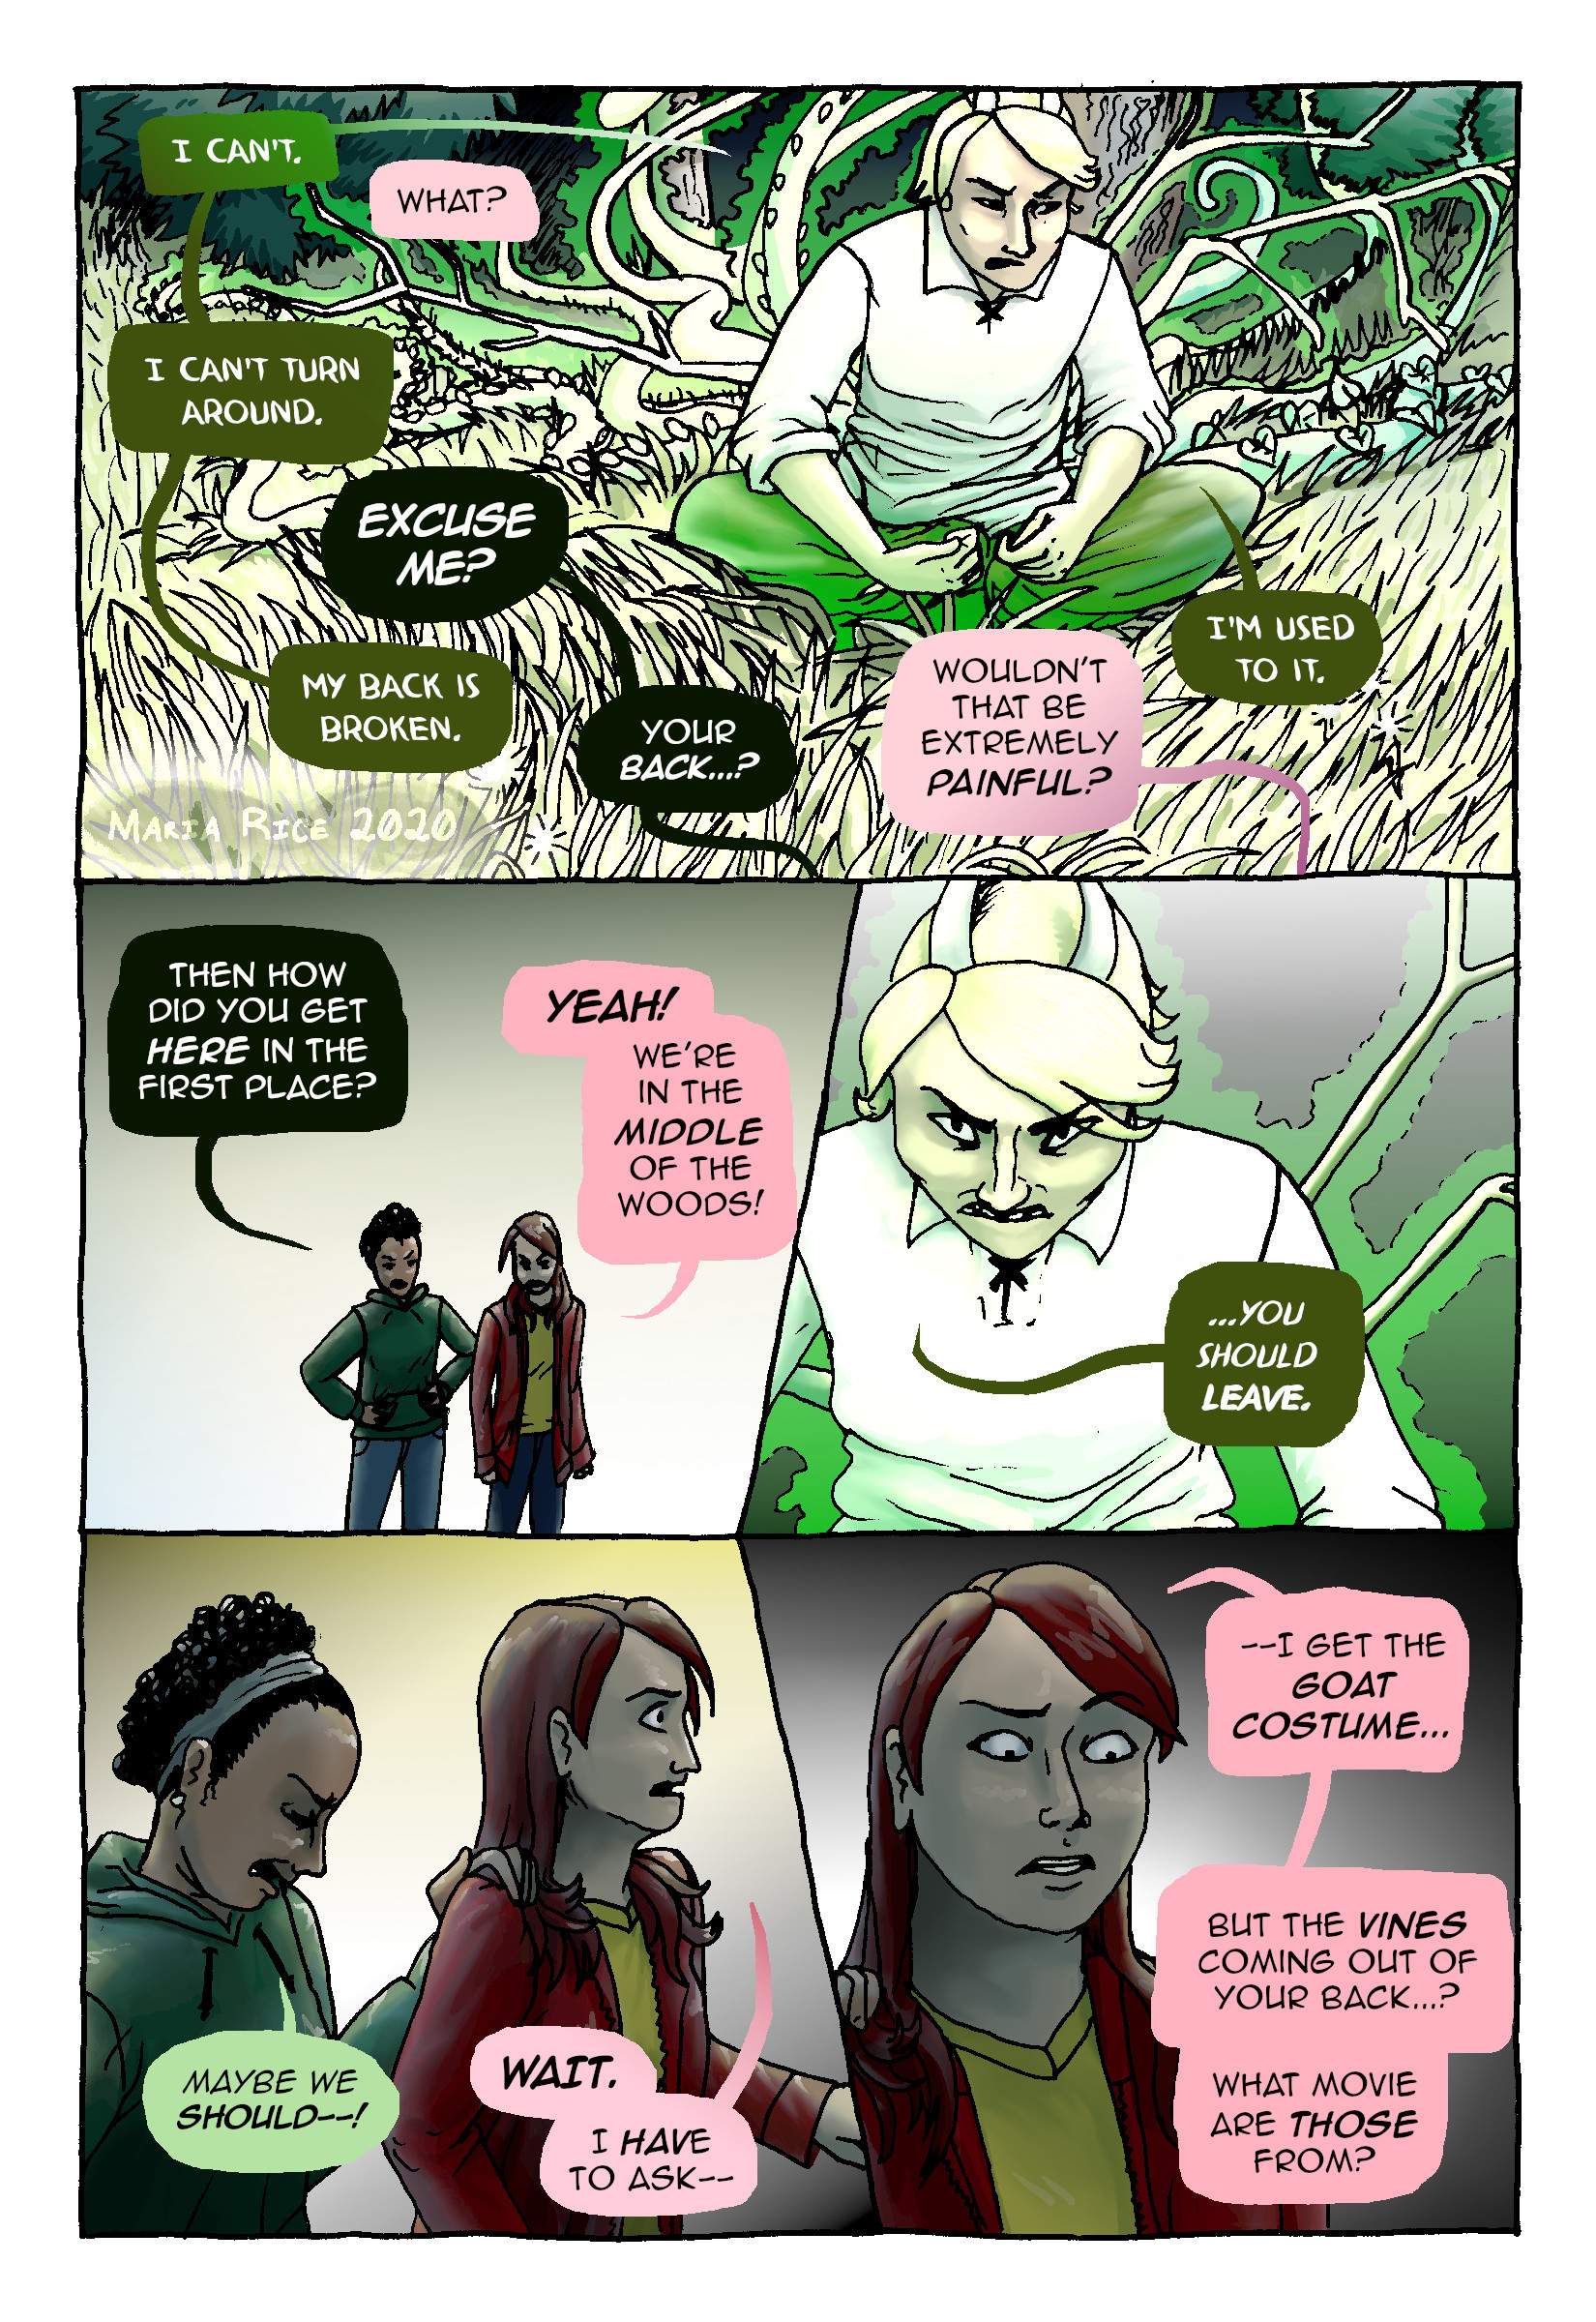 I CAN'T.
WHAT?
I CAN'T TURN
AROUND.
EXCUSE
ME?
MY BACK IS
BROKEN.
YOUR
BACK...?
WOULDN'T
THAT BE
EXTREMELY
PAINFUL?
I'M USED
TO IT.
MARIA RICE 2020
THEN HOW
DID YOU GET
HERE IN THE
FIRST PLACE?
YEAH!
WE'RE
IN THE
MIDDLE
OF THE
WOODS!
...YOU
SHOULD
LEAVE.
MAYBE WE
SHOULD--!
WAIT.
I HAVE
TO ASK--
--I GET THE
GOAT
COSTUME...
BUT THE VINES
COMING OUT OF
YOUR BACK...?
WHAT MOVIE
ARE THOSE
FROM?